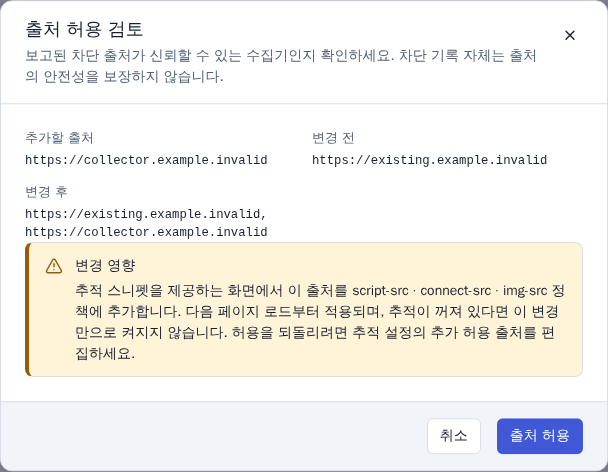 출처 허용 검토
보고된 차단 출처가 신뢰할 수 있는 수집기인지 확인하세요. 차단 기록 자체는 출처
의 안전성을 보장하지 않습니다.
추가할 출처
https://collector.example.invalid
변경 전
https://existing.example.invalid
변경 후
https://existing.example.invalid,
https://collector.example.invalid
변경 영향
추적 스니펫을 제공하는 화면에서 이 출처를 script-src · connect-src · img-src 정
책에 추가합니다. 다음 페이지 로드부터 적용되며, 추적이 꺼져 있다면 이 변경
만으로 켜지지 않습니다. 허용을 되돌리려면 추적 설정의 추가 허용 출처를 편
집하세요.
취소
출처 허용